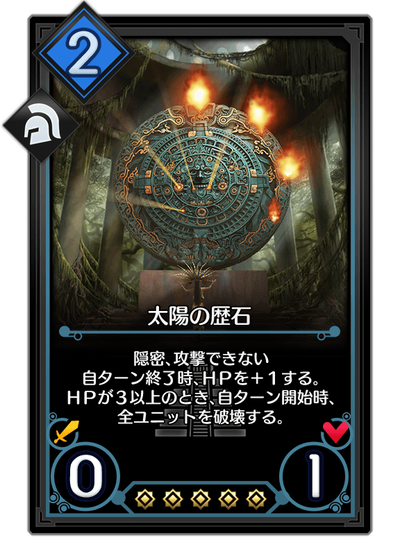 2
太陽の歴石
隠密、攻撃できない
自ターン終了時、HPを+1する。
HPが3以上のとき、自ターン開始時、
全ユニットを破壊する。
0
1